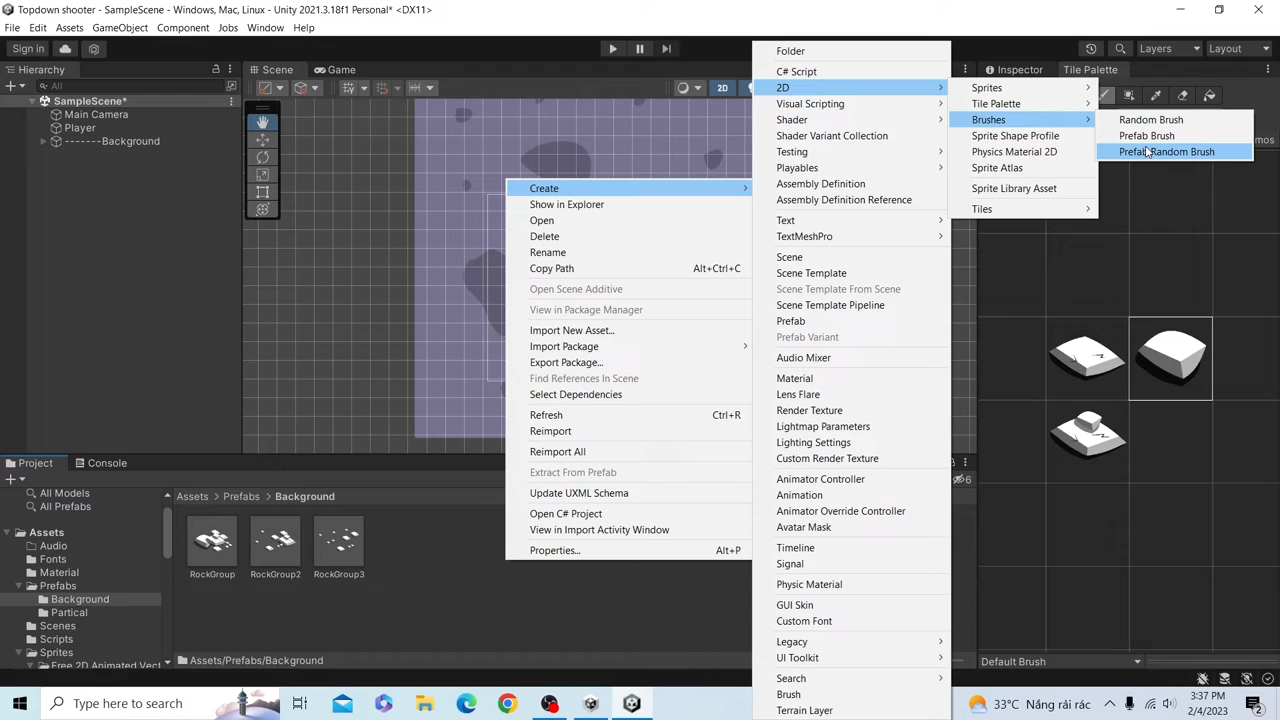 Topdown shooter - SampleScene - Windows, Mac, Linux - Unity 2021.3.18f1 Personal* <DX11>
File Edit Assets GameObject Component Jobs Window Help
Sign in
Layers
Layout
Hierarchy
Scene
Game
Inspector
Tile Palette
2D
SampleScene*
Main Camera
Player
-------Background
Create
Show in Explorer
Open
Delete
Rename
Copy Path Alt+Ctrl+C
Open Scene Additive
View in Package Manager
Import New Asset...
Import Package
Export Package...
Find References In Scene
Select Dependencies
Refresh Ctrl+R
Reimport
Reimport All
Extract From Prefab
Update UXML Schema
Open C# Project
View in Import Activity Window
Properties... Alt+P
Folder
C# Script
2D
Visual Scripting
Shader
Shader Variant Collection
Testing
Playables
Assembly Definition
Assembly Definition Reference
Text
TextMeshPro
Scene
Scene Template
Scene Template From Scene
Scene Template Pipeline
Prefab
Prefab Variant
Audio Mixer
Material
Lens Flare
Render Texture
Lightmap Parameters
Lighting Settings
Custom Render Texture
Animator Controller
Animation
Animator Override Controller
Avatar Mask
Timeline
Signal
Physic Material
GUI Skin
Custom Font
Legacy
UI Toolkit
Search
Brush
Terrain Layer
Sprites
Tile Palette
Brushes
Sprite Shape Profile
Physics Material 2D
Sprite Atlas
Sprite Library Asset
Tiles
Random Brush
Prefab Brush
Prefab Random Brush
Project
Console
6
All Models
All Prefabs
Assets
Audio
Fonts
Material
Prefabs
Background
Partical
Scenes
Scripts
Sprites
Free 2D Animated Vect
Assets > Prefabs > Background
RockGroup
RockGroup2
RockGroup3
Assets/Prefabs/Background
Default Brush
Type here to search
33°C Nắng rải rác
3:37 PM
2/4/2023
2